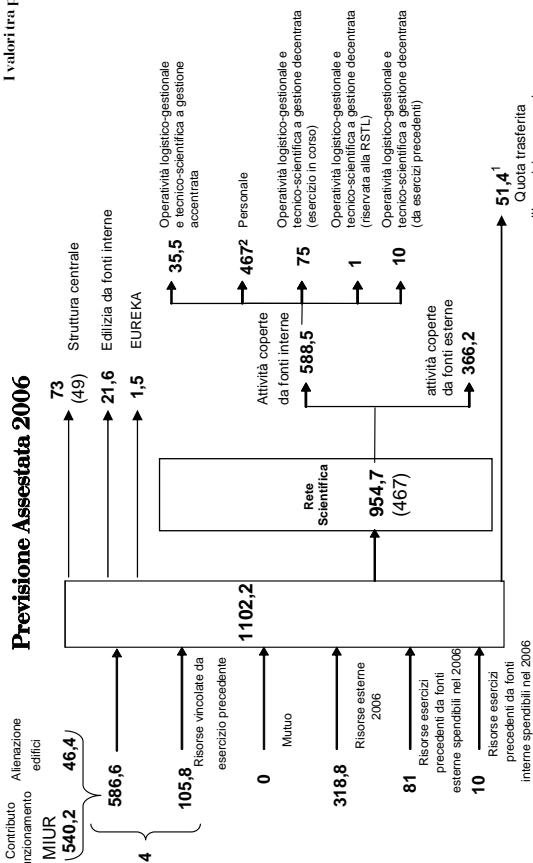 I valori tra p
Previsione Assestata 2006
Contributo
nzionamento
MIUR
540,2
Alienazione
edifici
46,4
586,6
105,8
Risorse vincolate da
esercizio precedente
4
0
Mutuo
318,8
Risorse esterne
2006
81
Risorse esercizi
precedenti da fonti
esterne spendibili nel 2006
10
Risorse esercizi
precedenti da fonti
interne spendibili nel 2006
1102,2
73
(49)
Struttura centrale
21,6
Edilizia da fonti interne
1,5
EUREKA
Rete
Scientifica
954,7
(467)
Attività coperte
da fonti interne
588,5
attività coperte
da fonti esterne
366,2
35,5
Operatività logistico-gestionale
e tecnico-scientifica a gestione
accentrata
467²
Personale
75
Operatività logistico-gestionale e
tecnico-scientifica a gestione decentrata
(esercizio in corso)
1
Operatività logistico-gestionale e
tecnico-scientifica a gestione decentrata
(riservata alla RSTL)
10
Operatività logistico-gestionale e
tecnico-scientifica a gestione decentrata
(da esercizi precedenti)
51,4¹
Quota trasferita